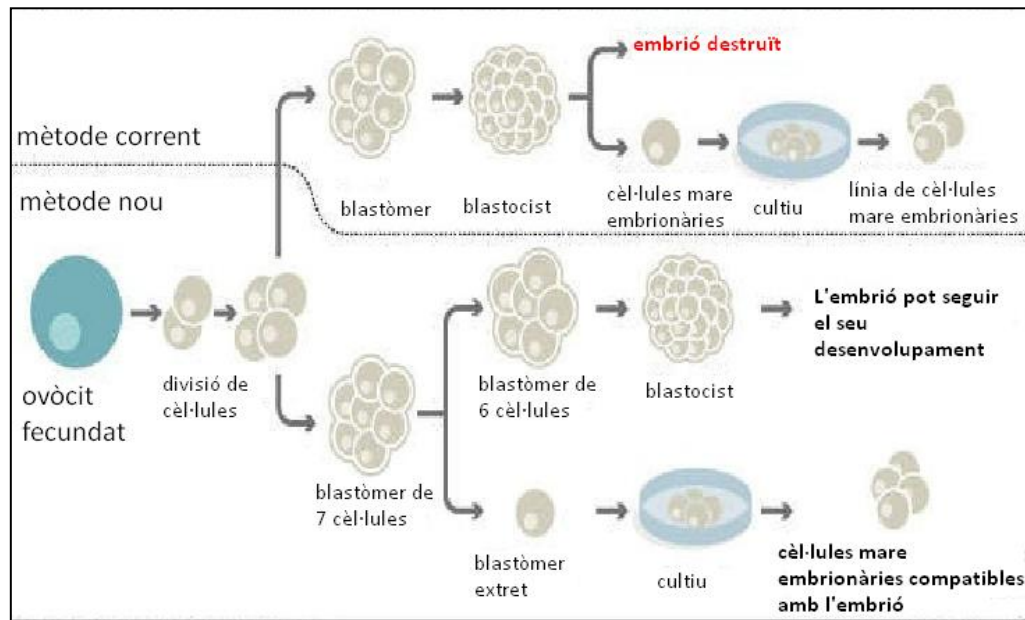 embrió destruït
mètode corrent
blastòmer
blastocist
cèl·lules mare
embrionàries
cultiu
línia de cèl·lules
mare embrionàries
mètode nou
ovòcit
fecundat
divisió de
cèl·lules
blastòmer de
7 cèl·lules
blastòmer de
6 cèl·lules
blastocist
L'embrió pot seguir
el seu
desenvolupament
blastòmer
extret
cultiu
cèl·lules mare
embrionàries compatibles
amb l'embrió